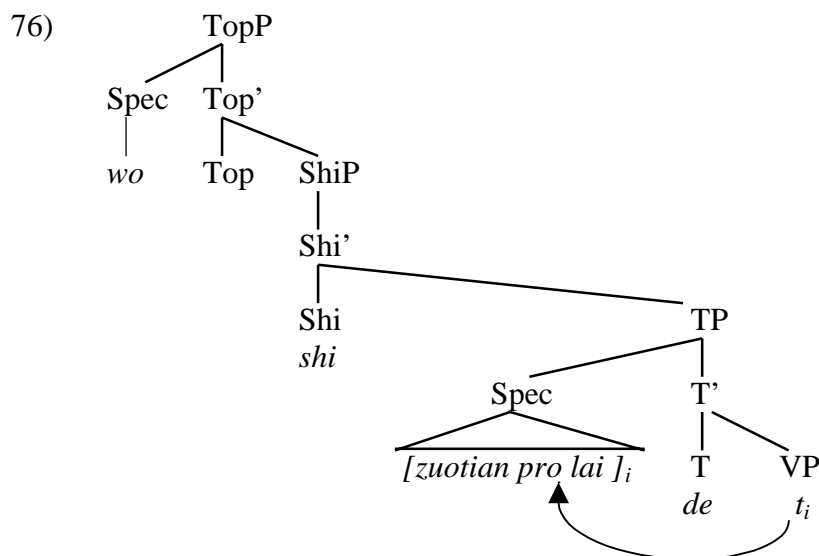 76) TopP
Spec Top’
wo Top ShiP
Shi’
Shi TP
shi
Spec T’
[zuotian pro lai ]i T VP
de ti